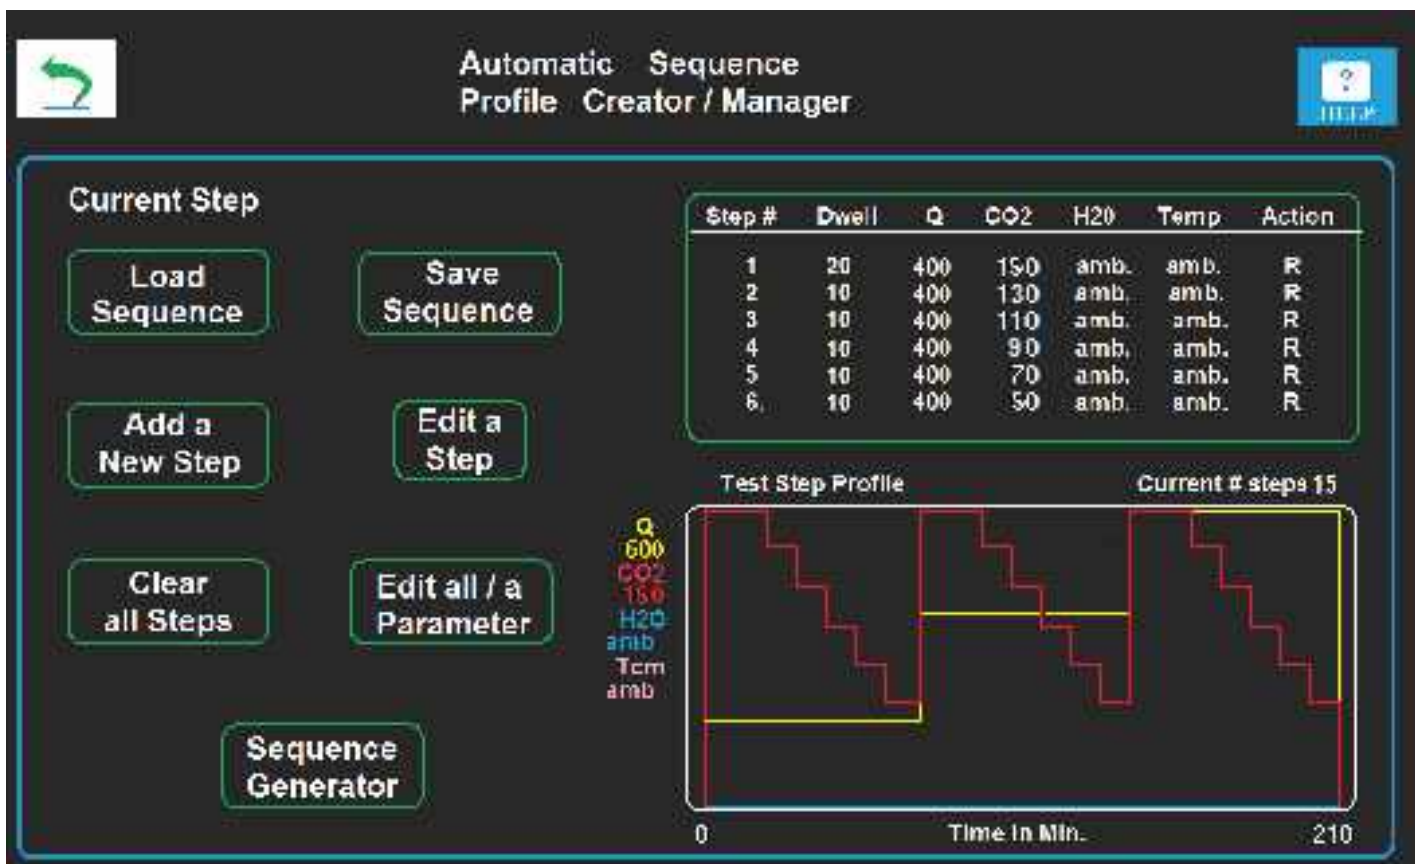 Automatic Sequence
Profile Creator / Manager
HELP
Current Step
Load
Sequence
Save
Sequence
Add a
New Step
Edit a
Step
Clear
all Steps
Edit all / a
Parameter
Sequence
Generator
Step # Dwell Q CO2 H20 Temp Action
1 20 400 150 amb. amb. R
2 10 400 130 amb. amb. R
3 10 400 110 amb. amb. R
4 10 400 90 amb. amb. R
5 10 400 70 amb. amb. R
6. 10 400 50 amb. amb. R
Test Step Profile Current # steps 15
Q
600
CO2
150
H2O
amb
Tem
amb
0 Time in Min. 210